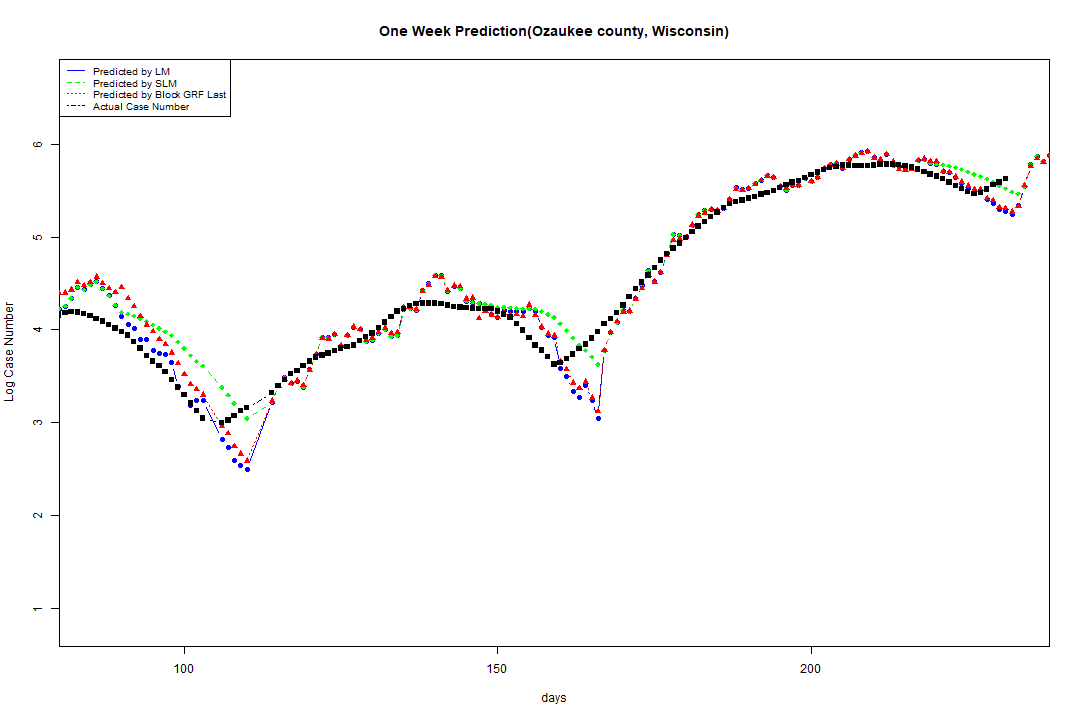 One Week Prediction(Ozaukee county, Wisconsin)
Predicted by LM
Predicted by SLM
Predicted by Block GRF Last
Actual Case Number
6
5
4
3
2
1
Log Case Number
100 150 200
days